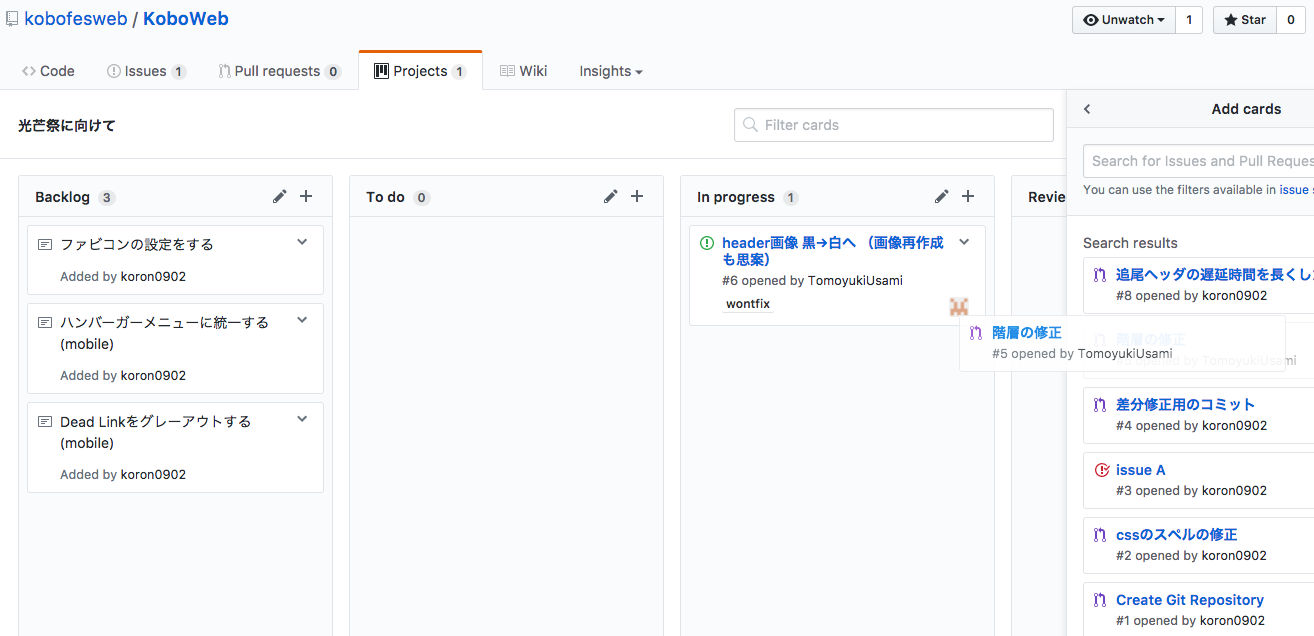 kobofesweb / KoboWeb
Unwatch 1 Star 0
Code Issues 1 Pull requests 0 Projects 1 Wiki Insights
光芒祭に向けて
Filter cards
Add cards
Search for Issues and Pull Reques
You can use the filters available in issue s
Backlog 3
ファビコンの設定をする
Added by koron0902
ハンバーガーメニューに統一する
(mobile)
Added by koron0902
Dead Linkをグレーアウトする
(mobile)
Added by koron0902
To do 0
In progress 1
header画像 黒→白へ （画像再作成
も思案）
#6 opened by TomoyukiUsami
wontfix
Revie
階層の修正
#5 opened by TomoyukiUsami
Search results
追尾ヘッダの遅延時間を長くし
#8 opened by koron0902
階層の修正
TomoyukiUsami
差分修正用のコミット
#4 opened by koron0902
issue A
#3 opened by koron0902
cssのスペルの修正
#2 opened by koron0902
Create Git Repository
#1 opened by koron0902